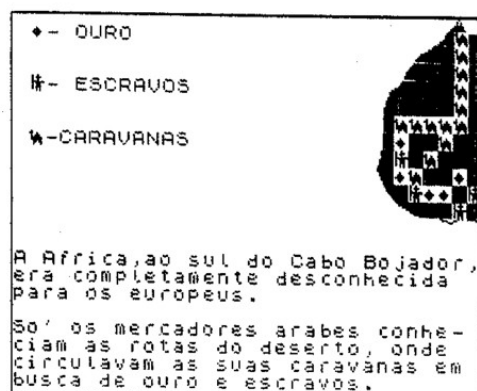 - OURO
- ESCRAVOS
-CARAVANAS
A Africa,ao sul do Cabo Bojador,
era completamente desconhecida
para os europeus.
So' os mercadores arabes conhe-
ciam as rotas do deserto, onde
circulavam as suas caravanas em
busca de ouro e escravos.